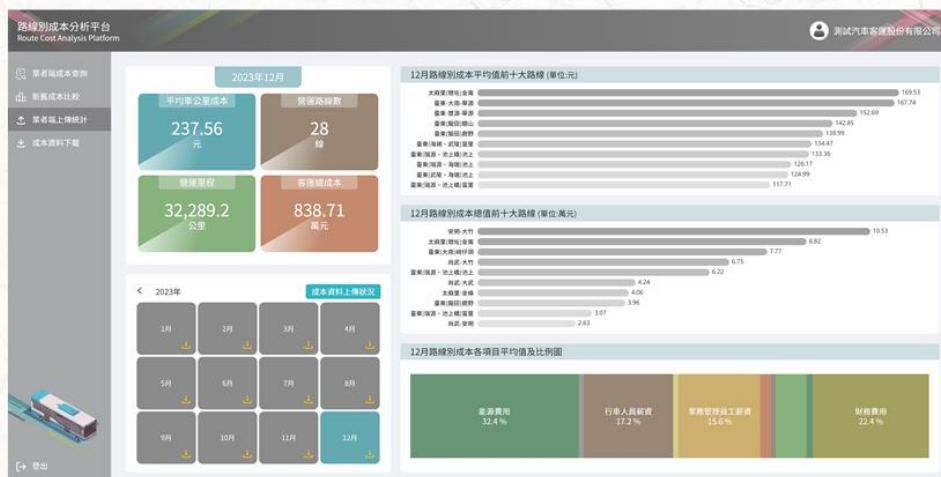 路線別成本分析平台
Route Cost Analysis Platform
測試汽車客運股份有限公司
業者端成本查詢
新舊成本比較
業者端上傳統計
成本資料下載
登出
2023年12月
平均車公里成本
237.56
元
營運路線數
28
線
營運里程
32,289.2
公里
客運總成本
838.71
萬元
2023年
成本資料上傳狀況
1月
2月
3月
4月
5月
6月
7月
8月
9月
10月
11月
12月
12月路線別成本平均值前十大路線 (單位:元)
169.53
167.74
152.69
142.85
138.99
134.47
133.36
126.17
124.99
117.71
12月路線別成本總值前十大路線 (單位:萬元)
10.53
8.82
7.77
尚武-大竹 6.75
6.22
尚武-大武 4.24
4.06
3.96
3.07
2.63
12月路線別成本各項目平均值及比例圖
能源費用
32.4 %
行車人員薪資
17.2 %
業務管理員工薪資
15.6 %
財務費用
22.4 %